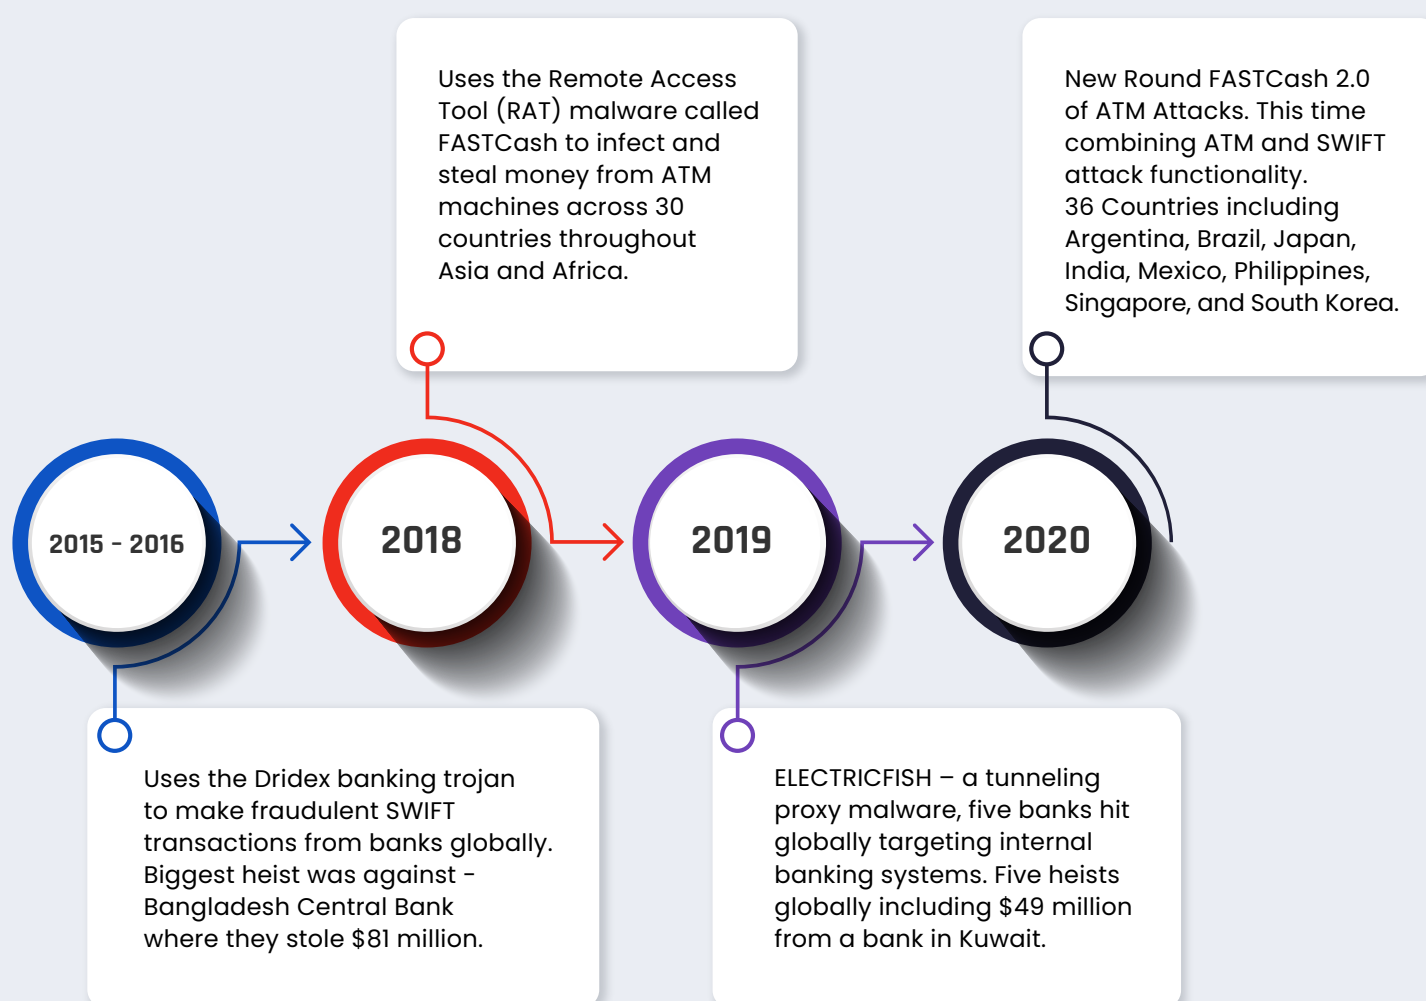 Uses the Remote Access
Tool (RAT) malware called
FASTCash to infect and
steal money from ATM
machines across 30
countries throughout
Asia and Africa.
New Round FASTCash 2.0
of ATM Attacks. This time
combining ATM and SWIFT
attack functionality.
36 Countries including
Argentina, Brazil, Japan,
India, Mexico, Philippines,
Singapore, and South Korea.
2015 - 2016
2018
2019
2020
Uses the Dridex banking trojan
to make fraudulent SWIFT
transactions from banks globally.
Biggest heist was against -
Bangladesh Central Bank
where they stole $81 million.
ELECTRICFISH – a tunneling
proxy malware, five banks hit
globally targeting internal
banking systems. Five heists
globally including $49 million
from a bank in Kuwait.